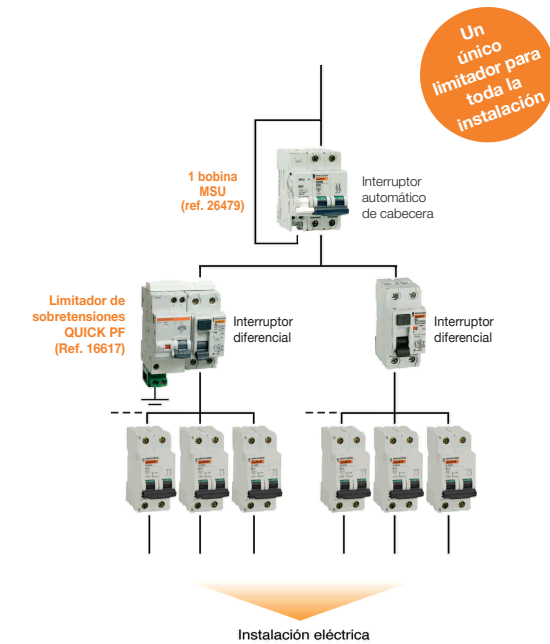 Un
único
limitador para
toda la
instalación
1 bobina
MSU
(ref. 26479)
Interruptor
automático
de cabecera
Limitador de
sobretensiones
QUICK PF
(Ref. 16617)
Interruptor
diferencial
Interruptor
diferencial
Instalación eléctrica